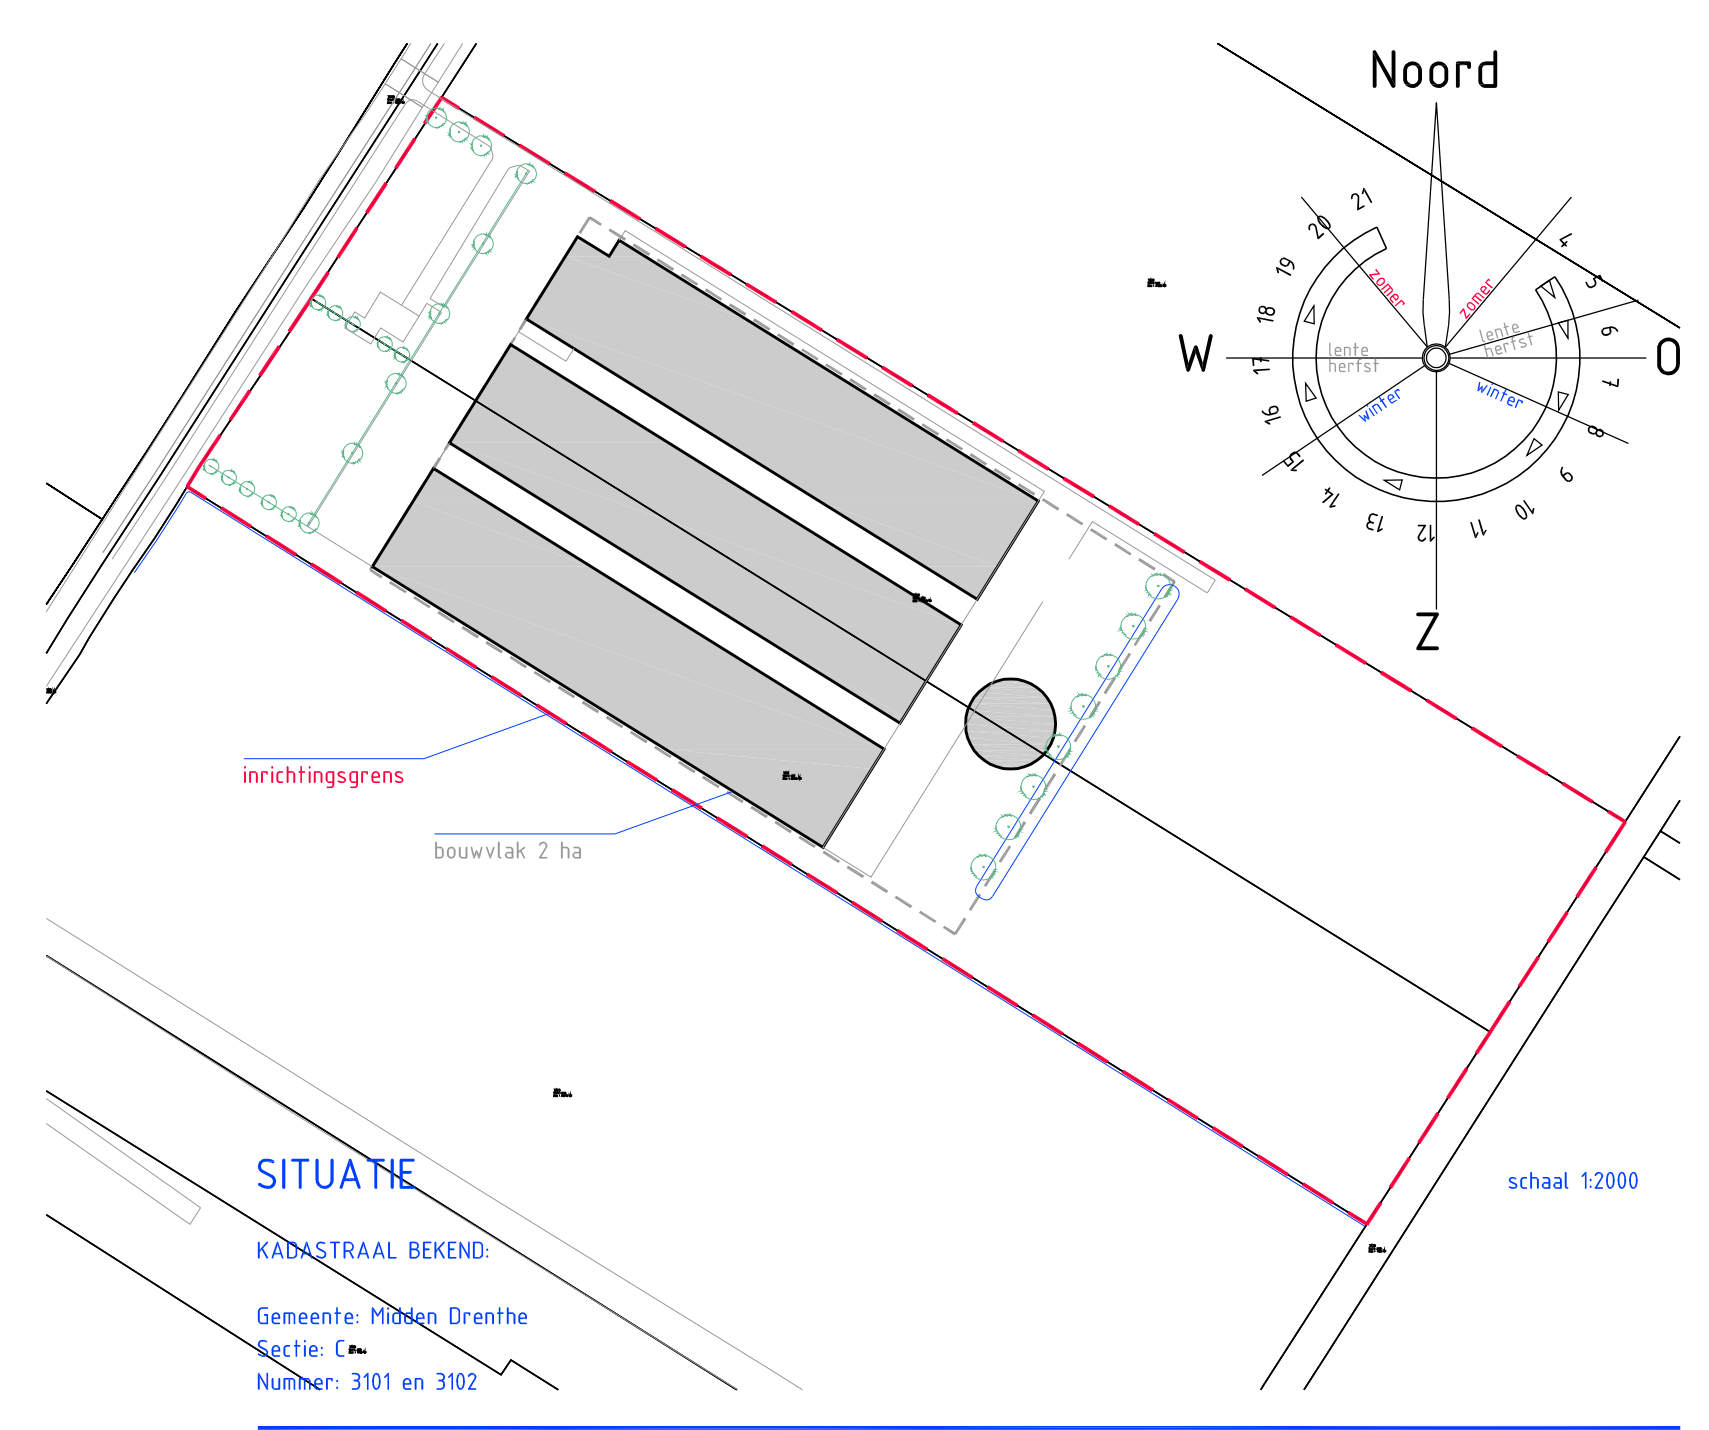 Noord
21
20
19
18
17
16
15
14
13
12
11
10
9
8
7
6
5
4
zomer
zomer
lente
herfst
lente
herfst
W
O
winter
winter
Z
inrichtingsgrens
bouwvlak 2 ha
SITUATIE
schaal 1:2000
KADASTRAAL BEKEND:
Gemeente: Midden Drenthe
Sectie: C
Nummer: 3101 en 3102